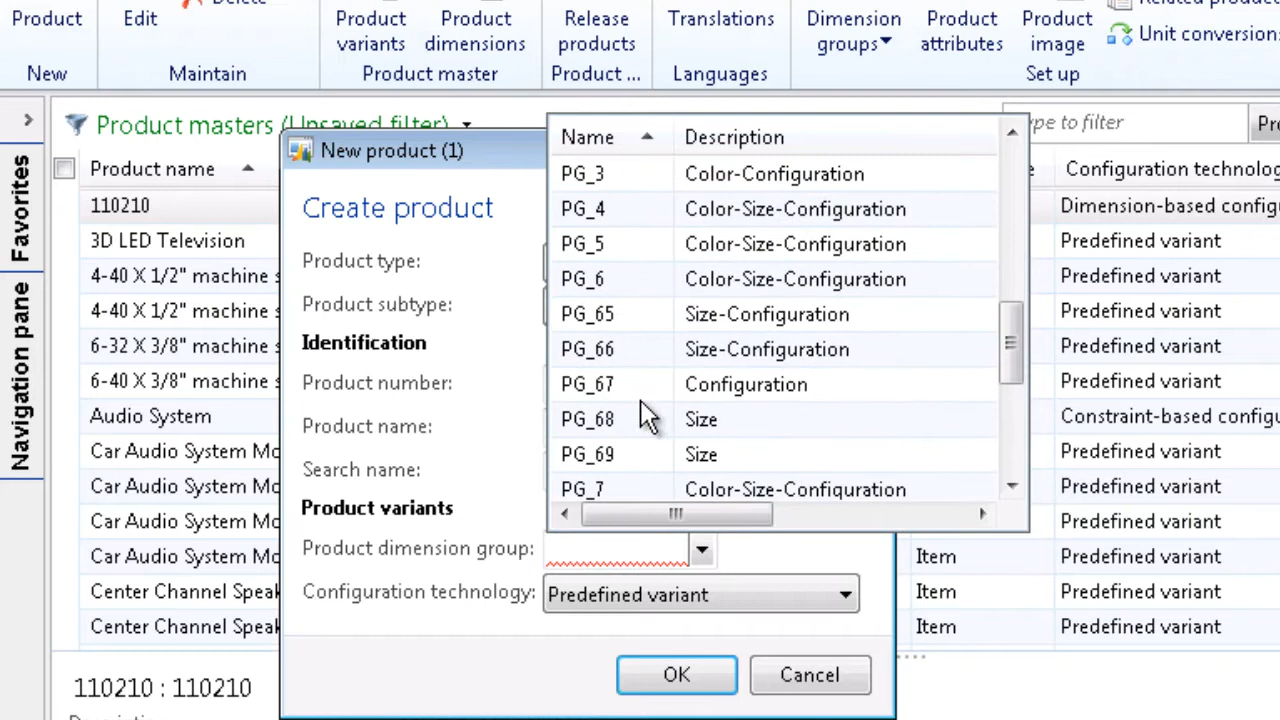 Product
New
Edit
Delete
Maintain
Product variants
Product dimensions
Product master
Release products
Product ...
Translations
Languages
Dimension groups
Product attributes
Product image
Unit conversion
Set up
Favorites
Navigation pane
Product masters (Unsaved filter)
ype to filter
Pr
Product name
Configuration technolog
110210
Dimension-based config
3D LED Television
Predefined variant
4-40 X 1/2" machine s
Predefined variant
4-40 X 1/2" machine s
Predefined variant
6-32 X 3/8" machine s
Predefined variant
6-40 X 3/8" machine s
Predefined variant
Audio System
Constraint-based config
Car Audio System Mo
Predefined variant
Car Audio System Mo
Predefined variant
Car Audio System Mo
Predefined variant
Car Audio System Mo
Item
Predefined variant
Center Channel Speak
Item
Predefined variant
Center Channel Speak
Item
Predefined variant
110210 : 110210
New product (1)
Create product
Product type:
Product subtype:
Identification
Product number:
Product name:
Search name:
Product variants
Product dimension group:
Configuration technology:
Predefined variant
OK
Cancel
Name
Description
PG_3
Color-Configuration
PG_4
Color-Size-Configuration
PG_5
Color-Size-Configuration
PG_6
Color-Size-Configuration
PG_65
Size-Configuration
PG_66
Size-Configuration
PG_67
Configuration
PG_68
Size
PG_69
Size
PG_7
Color-Size-Configuration